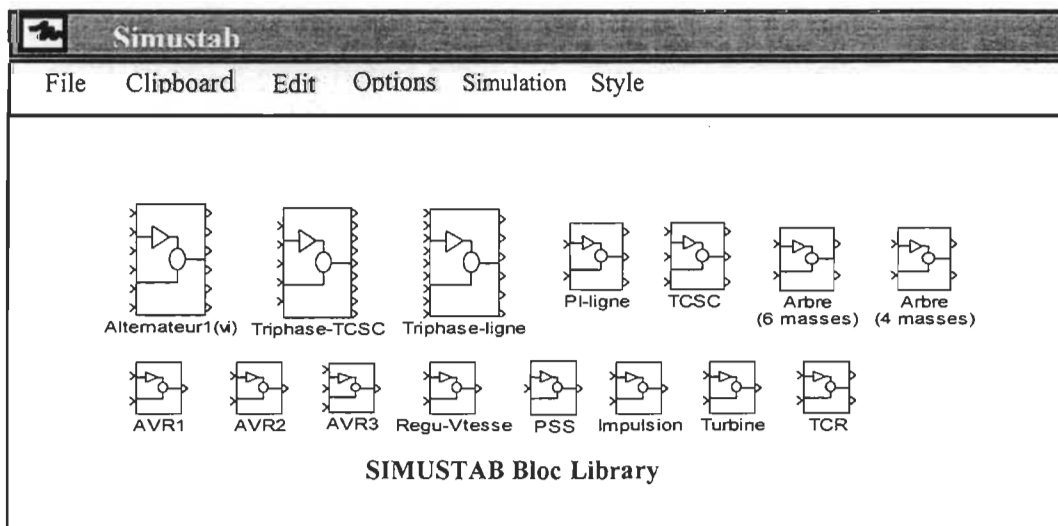 Simustab
File Clipboard Edit Options Simulation Style
Alternateur1(vi) Triphase-TCSC Triphase-ligne PI-ligne TCSC Arbre (6 masses) Arbre (4 masses)
AVR1 AVR2 AVR3 Regu-Vtesse PSS Impulsion Turbine TCR
SIMUSTAB Bloc Library